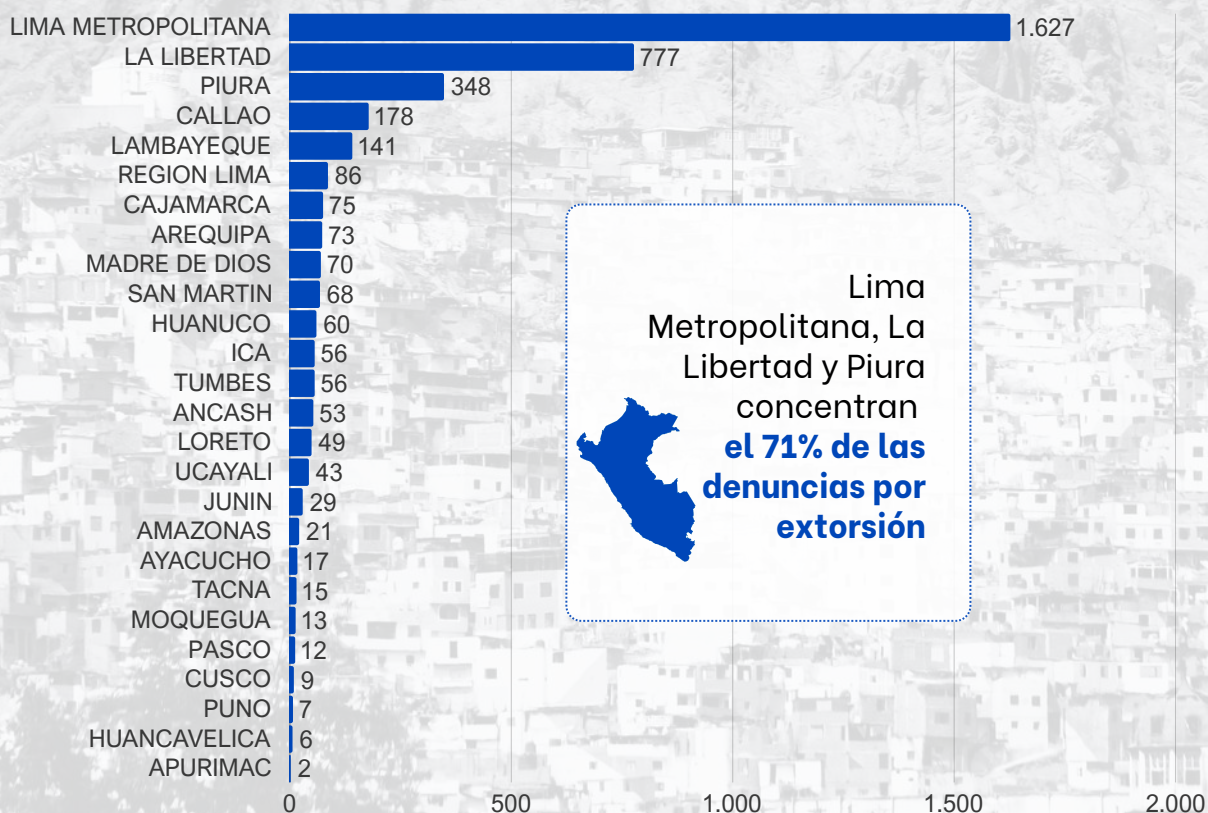 LIMA METROPOLITANA 1.627
LA LIBERTAD 777
PIURA 348
CALLAO 178
LAMBAYEQUE 141
REGION LIMA 86
CAJAMARCA 75
AREQUIPA 73
MADRE DE DIOS 70
SAN MARTIN 68
HUANUCO 60
ICA 56
TUMBES 56
ANCASH 53
LORETO 49
UCAYALI 43
JUNIN 29
AMAZONAS 21
AYACUCHO 17
TACNA 15
MOQUEGUA 13
PASCO 12
CUSCO 9
PUNO 7
HUANCAVELICA 6
APURIMAC 2
0 500 1.000 1.500 2.000
Lima
Metropolitana, La
Libertad y Piura
concentran
el 71% de las
denuncias por
extorsión